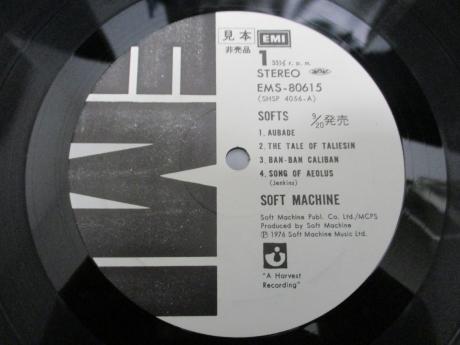 見本
非売品
EMI
1 33⅓ r. p. m.
STEREO
EMS-80615
(SHSP 4056-A)
SOFTS 9/20発売
1. AUBADE
2. THE TALE OF TALIESIN
3. BAN-BAN CALIBAN
4. SONG OF AEOLUS
(Jenkins)
SOFT MACHINE
Soft Machine Publ. Co. Ltd./MCPS
Produced by Soft Machine
℗ 1976 Soft Machine Music Ltd.
"A Harvest
Recording"
EMI